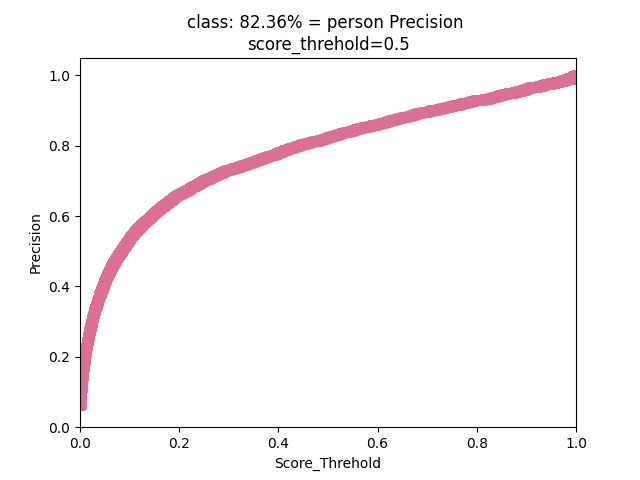 class: 82.36% = person Precision
score_threhold=0.5
1.0
0.8
0.6
0.4
0.2
0.0
Precision
0.0 0.2 0.4 0.6 0.8 1.0
Score_Threhold